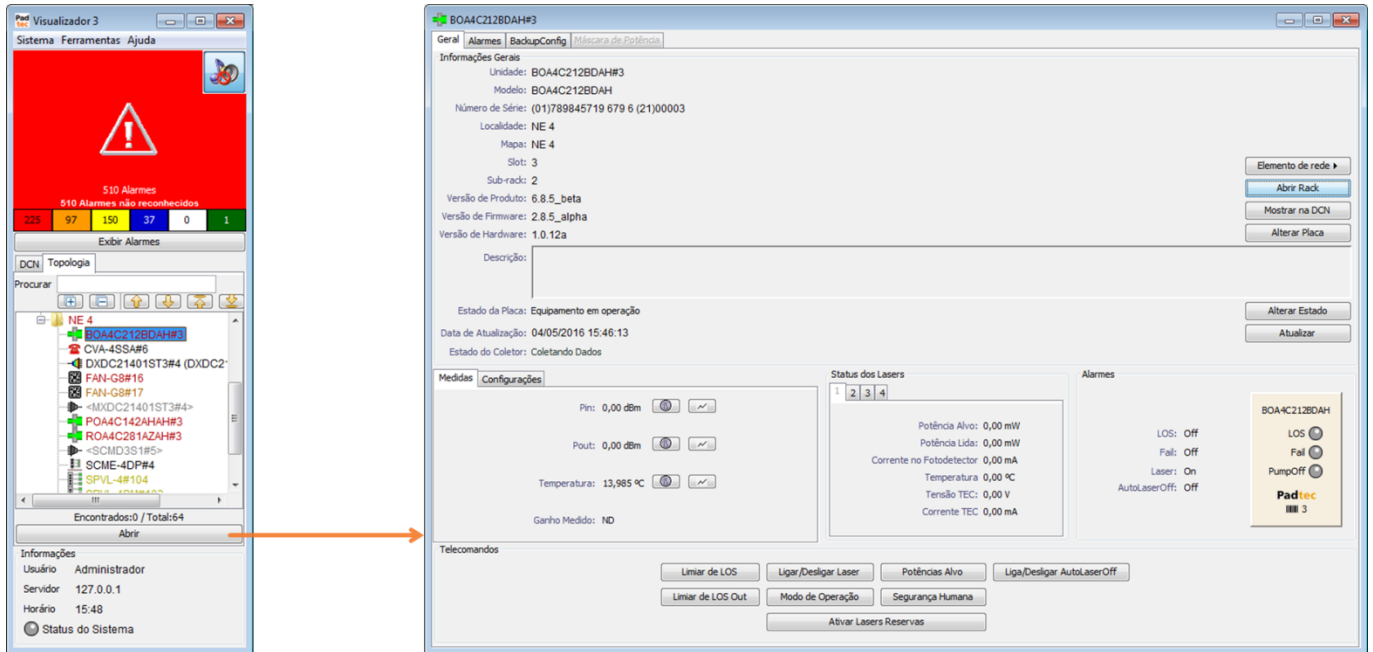 Pad tec Visualizador 3
Sistema Ferramentas Ajuda
510 Alarmes
510 Alarmes não reconhecidos
225 97 150 37 0 1
Exibir Alarmes
DCN Topologia
Procurar
NE 4
BOA4C212BDAH#3
CVA-4SSA#6
DXDC21401ST3#4 (DXDC2
FAN-G8#16
FAN-G8#17
<MXDC21401ST3#4>
POA4C142AHAH#3
ROA4C281AZAH#3
<SCMD3S1#5>
SCME-4DP#4
SPVL-4#104
Encontrados:0 / Total:64
Abrir
Informações
Usuário Administrador
Servidor 127.0.0.1
Horário 15:48
Status do Sistema
BOA4C212BDAH#3
Geral Alarmes BackupConfig Máscara de Potência
Informações Gerais
Unidade: BOA4C212BDAH#3
Modelo: BOA4C212BDAH
Número de Série: (01)789845719 679 6 (21)00003
Localidade: NE 4
Mapa: NE 4
Slot: 3
Sub-rack: 2
Versão de Produto: 6.8.5_beta
Versão de Firmware: 2.8.5_alpha
Versão de Hardware: 1.0.12a
Descrição:
Elemento de rede
Abrir Rack
Mostrar na DCN
Alterar Placa
Estado da Placa: Equipamento em operação
Alterar Estado
Data de Atualização: 04/05/2016 15:46:13
Atualizar
Estado do Coletor: Coletando Dados
Medidas Configurações
Pin: 0,00 dBm
Pout: 0,00 dBm
Temperatura: 13,985 ºC
Ganho Medido: ND
Status dos Lasers
1 2 3 4
Potência Alvo: 0,00 mW
Potência Lida: 0,00 mW
Corrente no Fotodetector 0,00 mA
Temperatura 0,00 ºC
Tensão TEC: 0,00 V
Corrente TEC 0,00 mA
Alarmes
LOS: Off
Fail: Off
Laser: On
AutoLaserOff: Off
BOA4C212BDAH
LOS
Fail
PumpOff
Padtec
3
Telecomandos
Limiar de LOS Ligar/Desligar Laser Potências Alvo Liga/Desligar AutoLaserOff
Limiar de LOS Out Modo de Operação Segurança Humana
Ativar Lasers Reservas